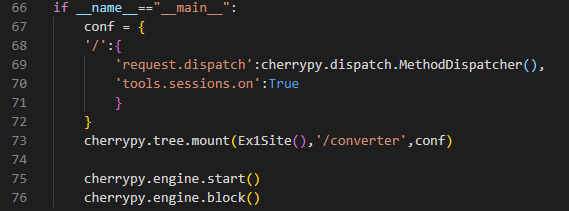 66 if __name__=="__main__":
67     conf = {
68     '/':{
69         'request.dispatch':cherrypy.dispatch.MethodDispatcher(),
70         'tools.sessions.on':True
71         }
72     }
73     cherrypy.tree.mount(Ex1Site(),'/converter',conf)
74
75     cherrypy.engine.start()
76     cherrypy.engine.block()